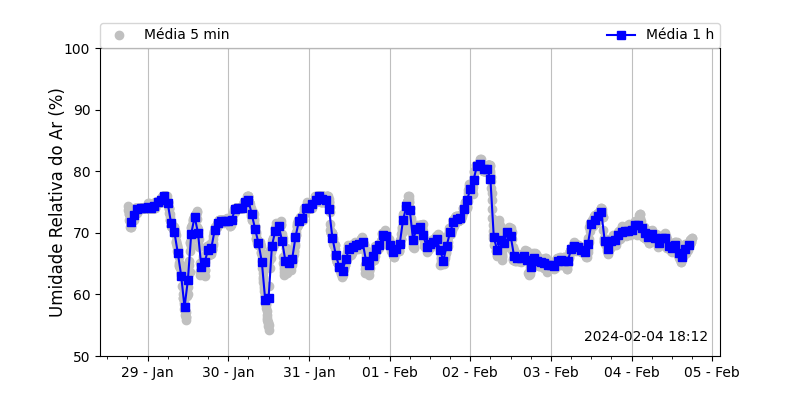 Média 5 min
Média 1 h
Umidade Relativa do Ar (%)
100
90
80
70
60
50
2024-02-04 18:12
29 - Jan
30 - Jan
31 - Jan
01 - Feb
02 - Feb
03 - Feb
04 - Feb
05 - Feb